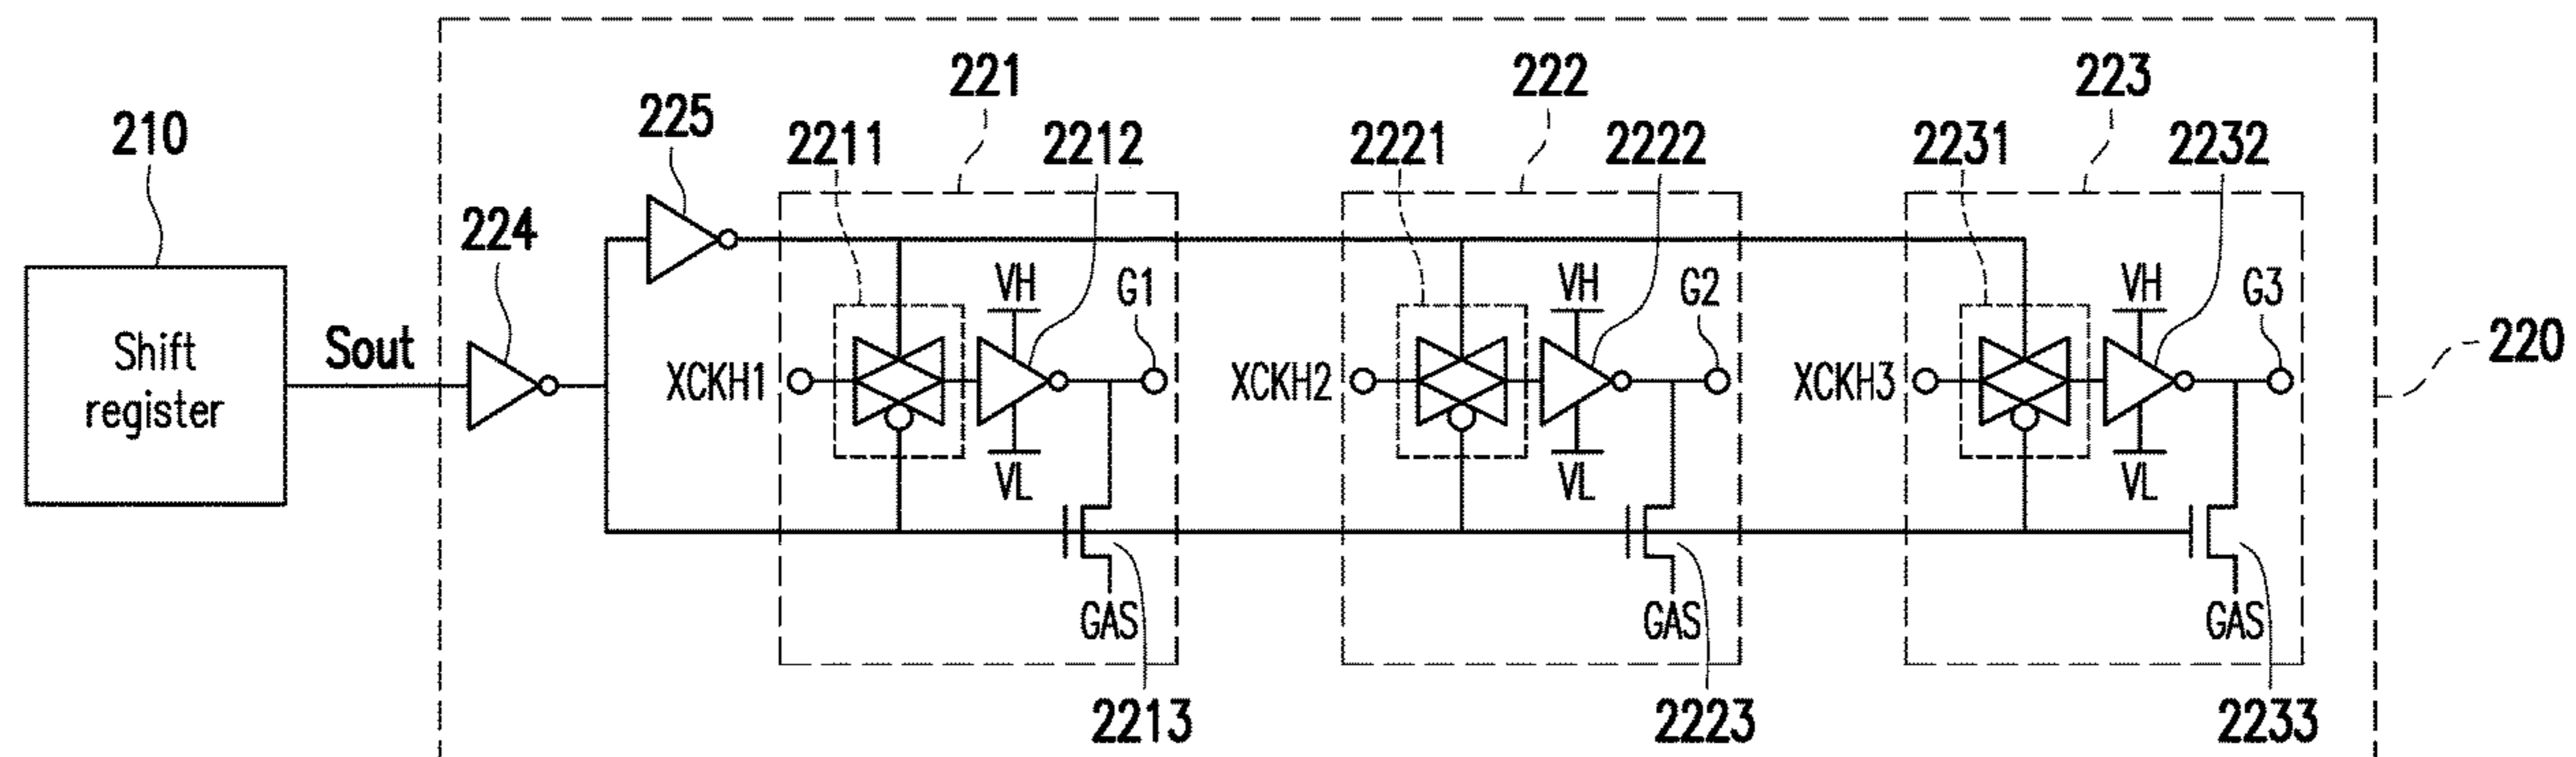 221
222
223
210
225
2211
2212
2221
2222
2231
2232
224
VH
G1
VH
G2
VH
G3
Shift
register
Sout
XCKH1
XCKH2
XCKH3
220
VL
VL
VL
GAS
GAS
GAS
2213
2223
2233